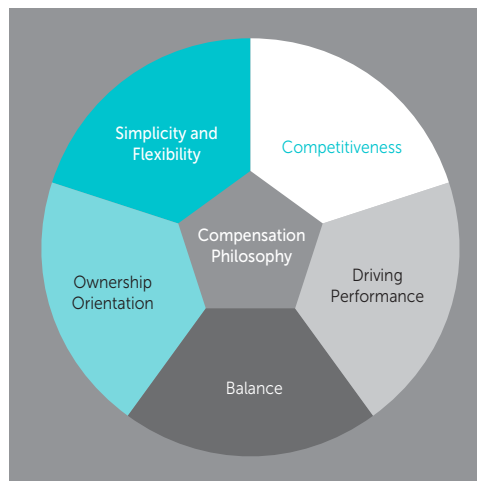 Simplicity and
Flexibility
Competitiveness
Compensation
Philosophy
Ownership
Orientation
Driving
Performance
Balance